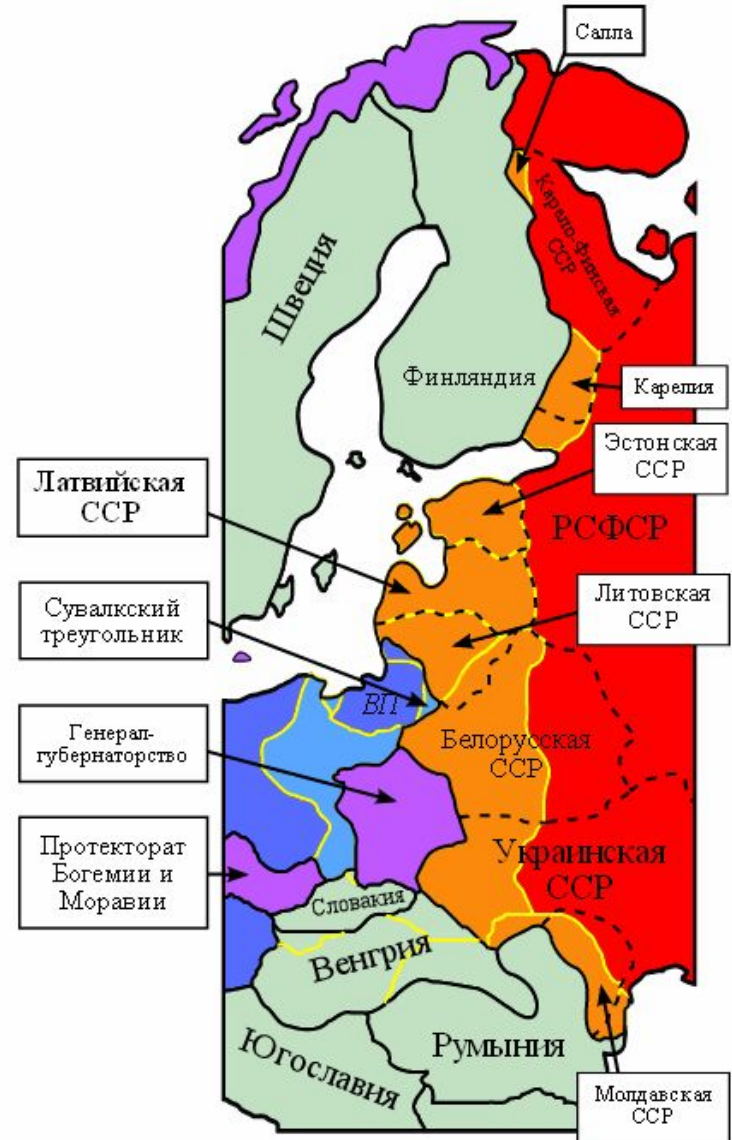 Салла
Карало-Финская
ССР
Швеция
Финляндия
Карелия
Эстонская
ССР
Латвийская
ССР
РСФСР
Сувалкский
треугольник
Литовская
ССР
ВП
Генерал-
губернаторство
Белорусская
ССР
Протекторат
Богемии и
Моравии
Украинская
ССР
Словакия
Венгрия
Румыния
Югославия
Молдавская
ССР